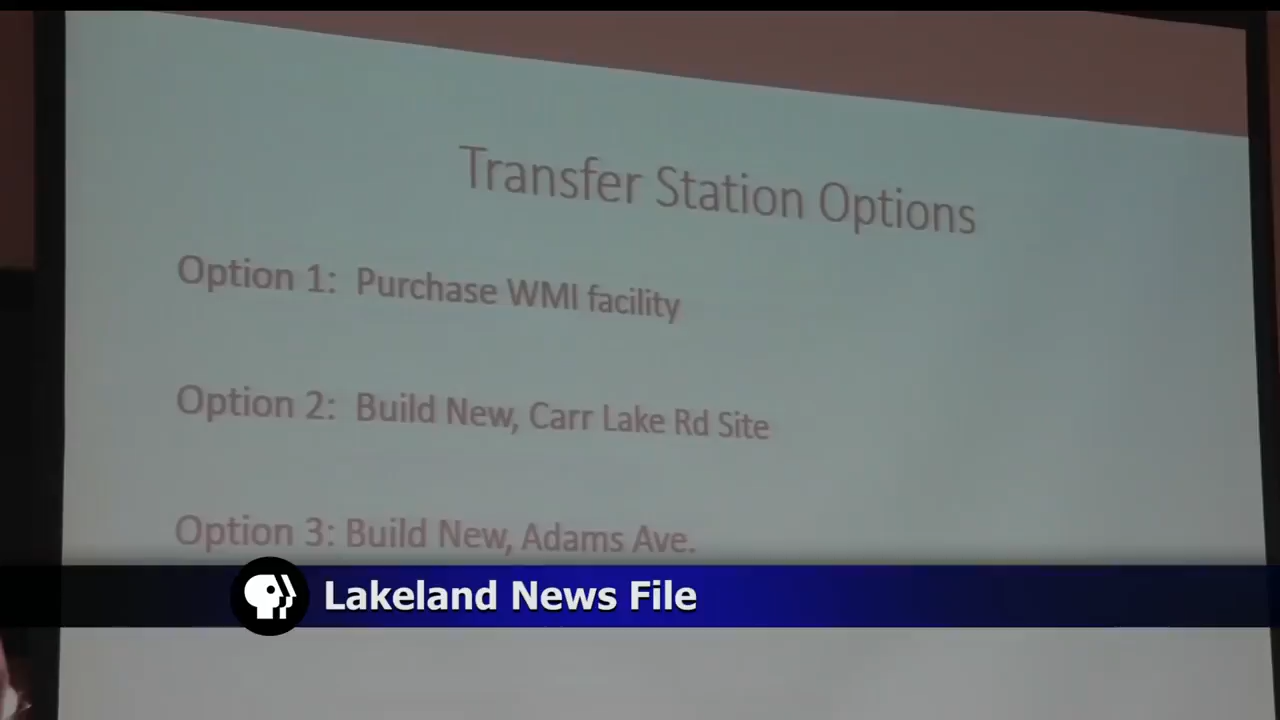 Transfer Station Options
Option 1: Purchase WMI facility
Option 2: Build New, Carr Lake Rd Site
Option 3: Build New, Adams Ave.
Lakeland News File